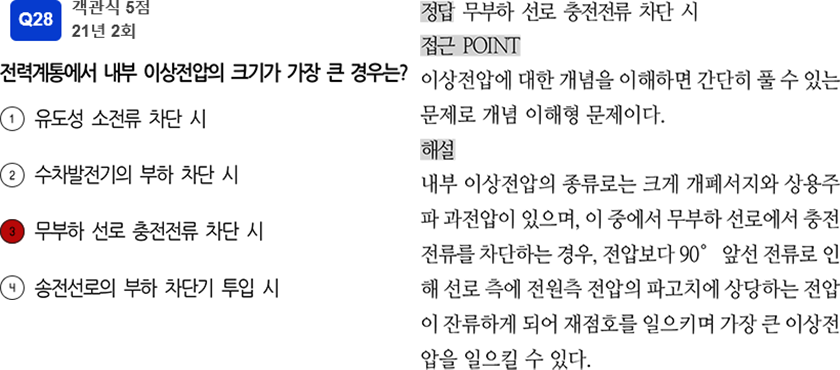 Q28
객관식 5점
21년 2회
전력계통에서 내부 이상전압의 크기가 가장 큰 경우는?
1 유도성 소전류 차단 시
2 수차발전기의 부하 차단 시
3 무부하 선로 충전전류 차단 시
4 송전선로의 부하 차단기 투입 시
정답 무부하 선로 충전전류 차단 시
접근 POINT
이상전압에 대한 개념을 이해하면 간단히 풀 수 있는
문제로 개념 이해형 문제이다.
해설
내부 이상전압의 종류로는 크게 개폐서지와 상용주
파 과전압이 있으며, 이 중에서 무부하 선로에서 충전
전류를 차단하는 경우, 전압보다 90° 앞선 전류로 인
해 선로 측에 전원측 전압의 파고치에 상당하는 전압
이 잔류하게 되어 재점호를 일으키며 가장 큰 이상전
압을 일으킬 수 있다.